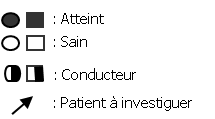 : Atteint
: Sain
: Conducteur
: Patient à investiguer